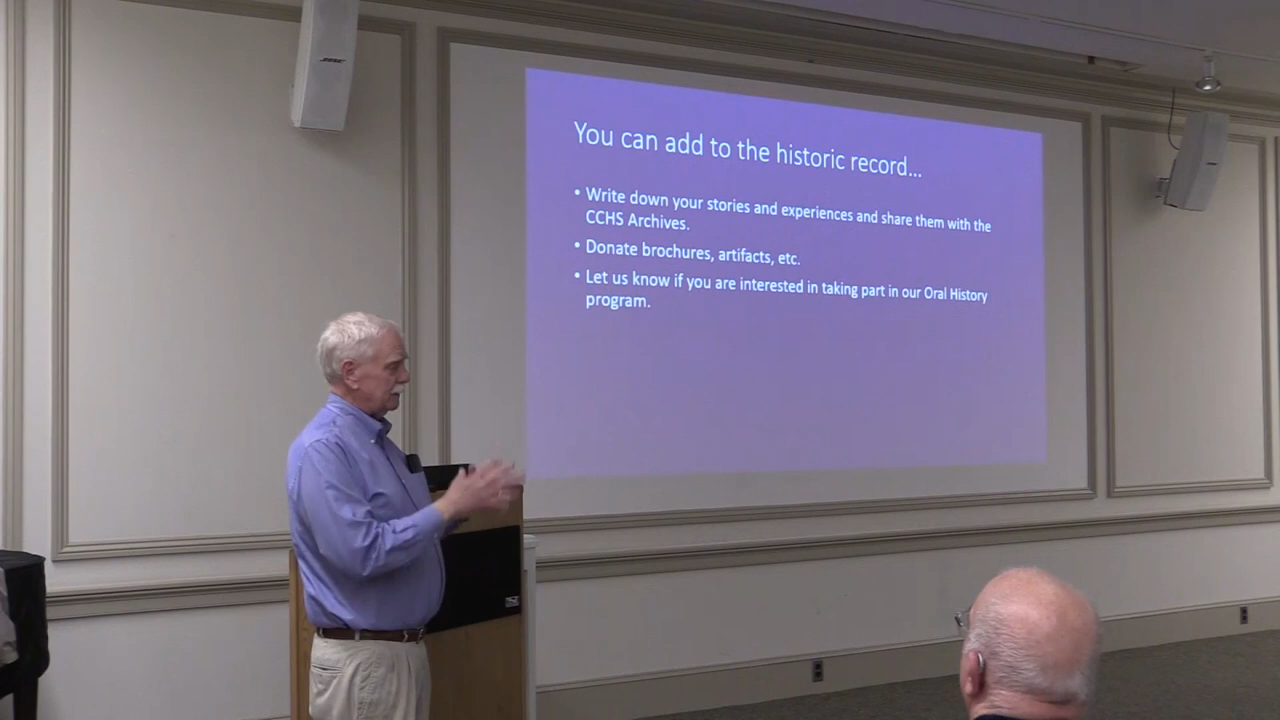 BOSE
You can add to the historic record...
• Write down your stories and experiences and share them with the
CCHS Archives.
• Donate brochures, artifacts, etc.
• Let us know if you are interested in taking part in our Oral History
program.